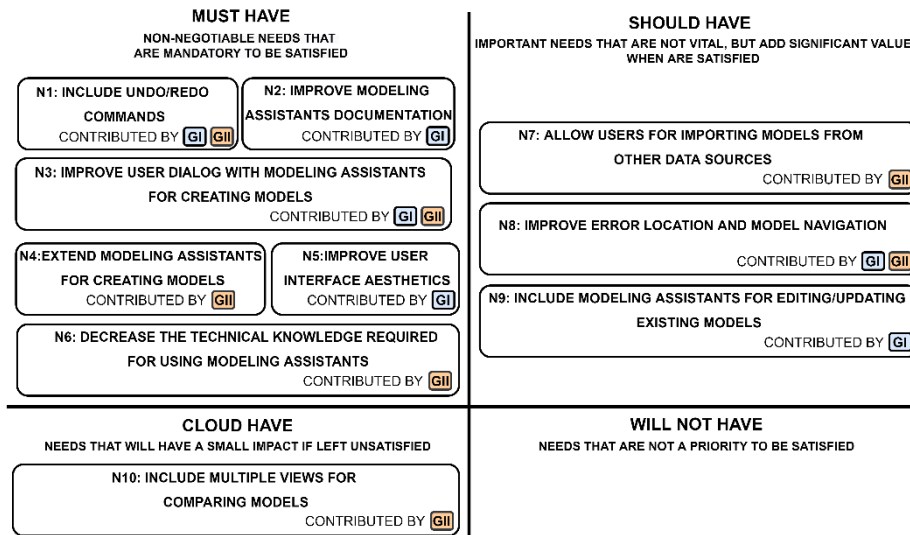 MUST HAVE
NON-NEGOTIABLE NEEDS THAT
ARE MANDATORY TO BE SATISFIED
N1: INCLUDE UNDO/REDO
COMMANDS
CONTRIBUTED BY GI GII
N2: IMPROVE MODELING
ASSISTANTS DOCUMENTATION
CONTRIBUTED BY GI
N3: IMPROVE USER DIALOG WITH MODELING ASSISTANTS
FOR CREATING MODELS
CONTRIBUTED BY GI GII
N4:EXTEND MODELING ASSISTANTS
FOR CREATING MODELS
CONTRIBUTED BY GII
N5:IMPROVE USER
INTERFACE AESTHETICS
CONTRIBUTED BY GI
N6: DECREASE THE TECHNICAL KNOWLEDGE REQUIRED
FOR USING MODELING ASSISTANTS
CONTRIBUTED BY GII
SHOULD HAVE
IMPORTANT NEEDS THAT ARE NOT VITAL, BUT ADD SIGNIFICANT VALUE
WHEN ARE SATISFIED
N7: ALLOW USERS FOR IMPORTING MODELS FROM
OTHER DATA SOURCES
CONTRIBUTED BY GII
N8: IMPROVE ERROR LOCATION AND MODEL NAVIGATION
CONTRIBUTED BY GI GII
N9: INCLUDE MODELING ASSISTANTS FOR EDITING/UPDATING
EXISTING MODELS
CONTRIBUTED BY GI
CLOUD HAVE
NEEDS THAT WILL HAVE A SMALL IMPACT IF LEFT UNSATISFIED
N10: INCLUDE MULTIPLE VIEWS FOR
COMPARING MODELS
CONTRIBUTED BY GII
WILL NOT HAVE
NEEDS THAT ARE NOT A PRIORITY TO BE SATISFIED